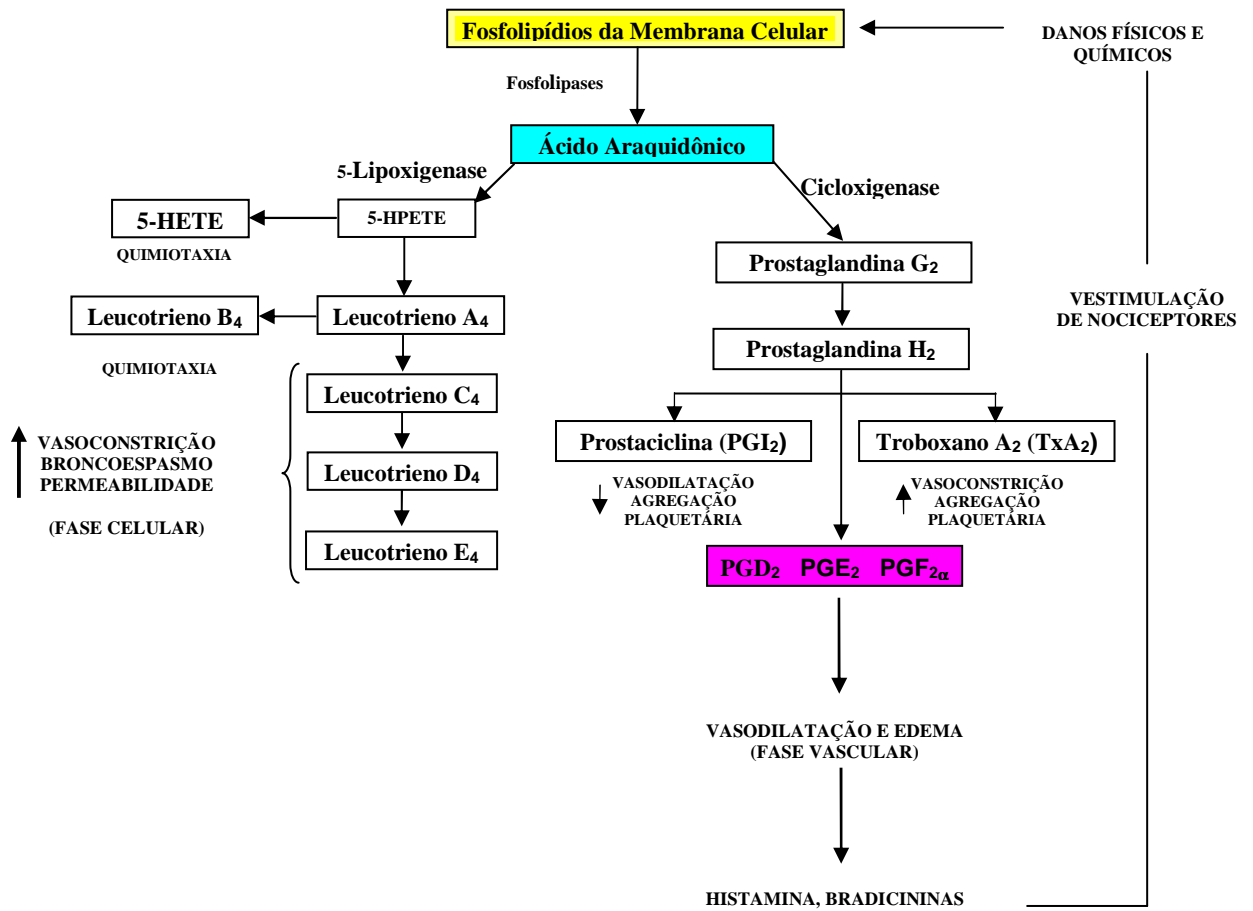 Fosfolipídios da Membrana Celular
DANOS FÍSICOS E
QUÍMICOS
Fosfolipases
Ácido Araquidônico
5-Lipoxigenase
Cicloxigenase
5-HETE
5-HPETE
QUIMIOTAXIA
Prostaglandina G2
Leucotrieno B4
Leucotrieno A4
VESTIMULAÇÃO
DE NOCICEPTORES
QUIMIOTAXIA
Prostaglandina H2
Leucotrieno C4
VASOCONSTRIÇÃO
BRONCOESPASMO
PERMEABILIDADE
(FASE CELULAR)
Leucotrieno D4
Leucotrieno E4
Prostaciclina (PGI2)
VASODILATAÇÃO
AGREGAÇÃO
PLAQUETÁRIA
Troboxano A2 (TxA2)
VASOCONSTRIÇÃO
AGREGAÇÃO
PLAQUETÁRIA
PGD2 PGE2 PGF2α
VASODILATAÇÃO E EDEMA
(FASE VASCULAR)
HISTAMINA, BRADICININAS